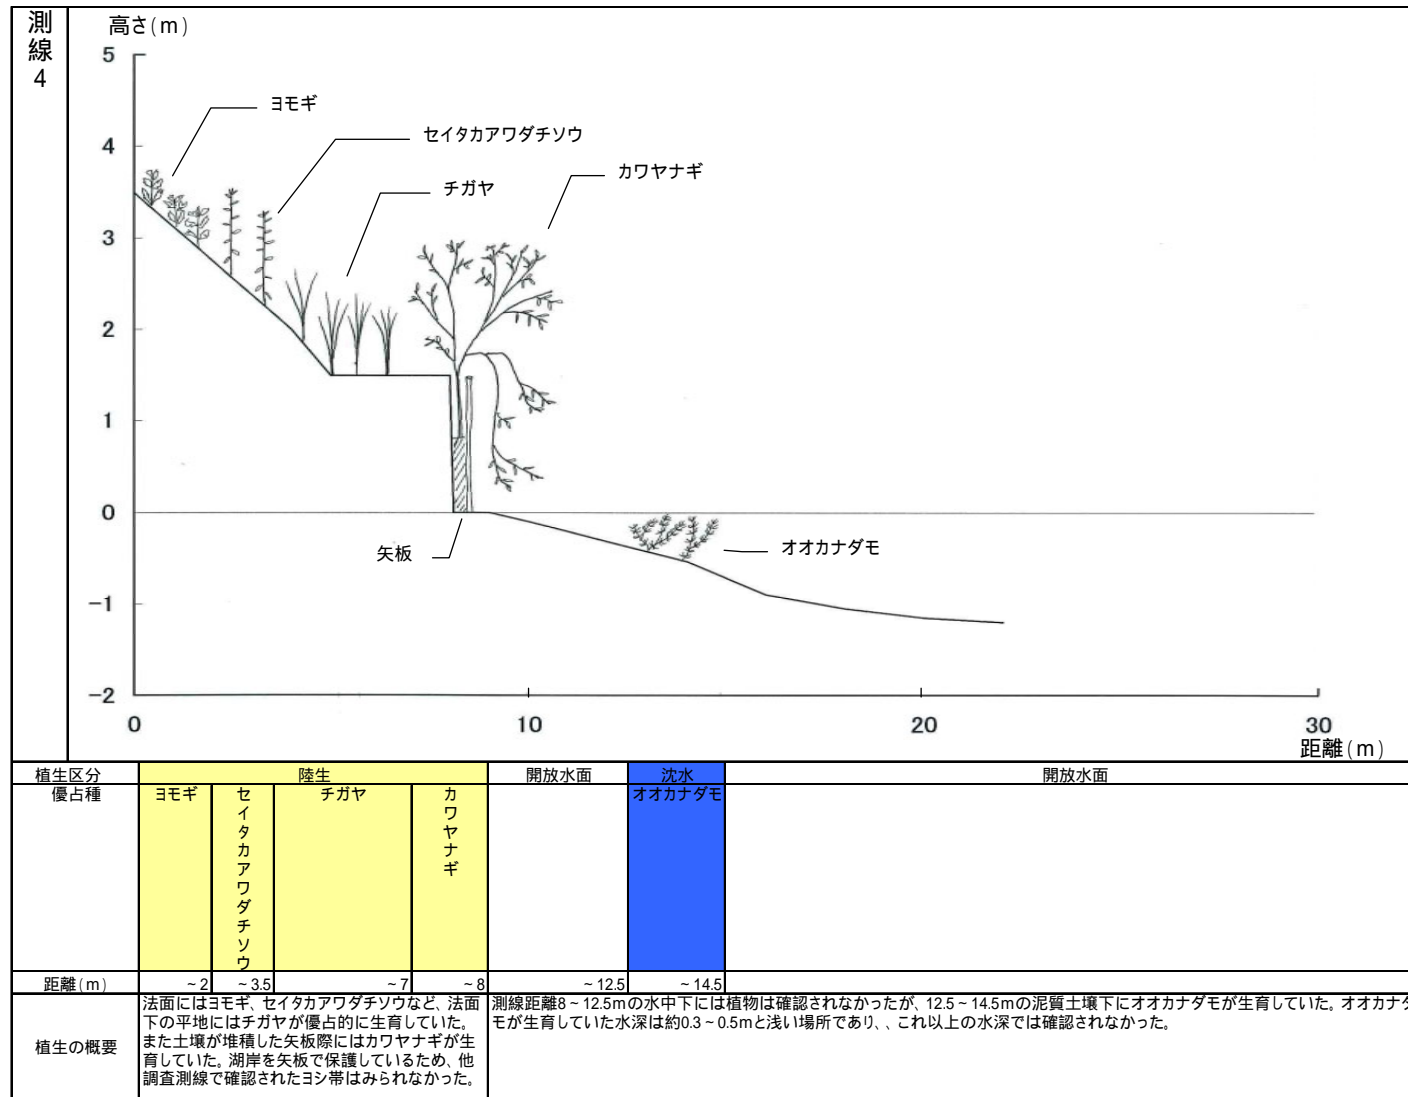 測線4
高さ(m)
5
4
3
2
1
0
-1
-2
ヨモギ
セイタカアワダチソウ
チガヤ
カワヤナギ
矢板
オオカナダモ
0
10
20
30
距離(m)
植生区分
陸生
開放水面
沈水
開放水面
優占種
ヨモギ
セイタカアワダチソウ
チガヤ
カワヤナギ
オオカナダモ
距離(m)
~2
~3.5
~7
~8
~12.5
~14.5
植生の概要
法面にはヨモギ、セイタカアワダチソウなど、法面
下の平地にはチガヤが優占的に生育していた。
また土壌が堆積した矢板際にはカワヤナギが生
育していた。湖岸を矢板で保護しているため、他
調査測線で確認されたヨシ帯はみられなかった。
測線距離8~12.5mの水中下には植物は確認されなかったが、12.5~14.5mの泥質土壌下にオオカナダモが生育していた。オオカナダ
モが生育していた水深は約0.3~0.5mと浅い場所であり、、これ以上の水深では確認されなかった。